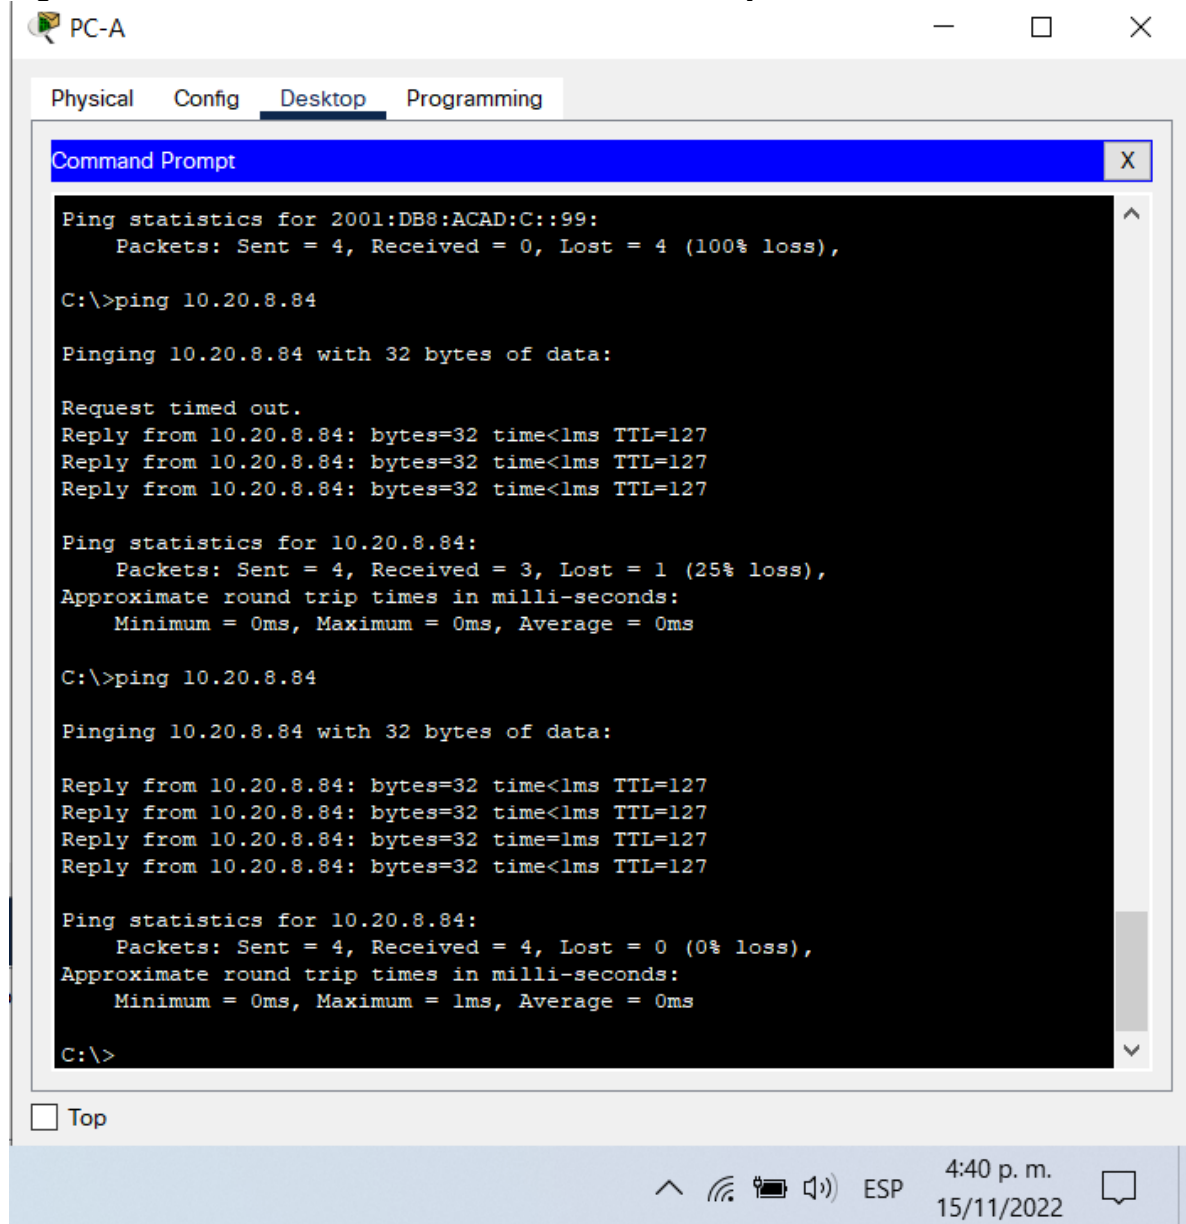 PC-A
Physical Config Desktop Programming
Command Prompt X
Ping statistics for 2001:DB8:ACAD:C::99:
Packets: Sent = 4, Received = 0, Lost = 4 (100% loss),
C:\>ping 10.20.8.84
Pinging 10.20.8.84 with 32 bytes of data:
Request timed out.
Reply from 10.20.8.84: bytes=32 time<1ms TTL=127
Reply from 10.20.8.84: bytes=32 time<1ms TTL=127
Reply from 10.20.8.84: bytes=32 time<1ms TTL=127
Ping statistics for 10.20.8.84:
Packets: Sent = 4, Received = 3, Lost = 1 (25% loss),
Approximate round trip times in milli-seconds:
Minimum = 0ms, Maximum = 0ms, Average = 0ms
C:\>ping 10.20.8.84
Pinging 10.20.8.84 with 32 bytes of data:
Reply from 10.20.8.84: bytes=32 time<1ms TTL=127
Reply from 10.20.8.84: bytes=32 time<1ms TTL=127
Reply from 10.20.8.84: bytes=32 time=1ms TTL=127
Reply from 10.20.8.84: bytes=32 time<1ms TTL=127
Ping statistics for 10.20.8.84:
Packets: Sent = 4, Received = 4, Lost = 0 (0% loss),
Approximate round trip times in milli-seconds:
Minimum = 0ms, Maximum = 1ms, Average = 0ms
C:\>
Top
ESP
4:40 p. m.
15/11/2022